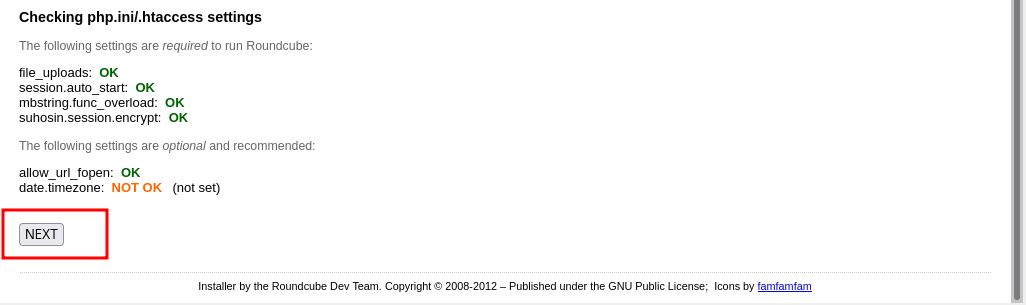 Checking php.ini/.htaccess settings
The following settings are required to run Roundcube:
file_uploads:  OK
session.auto_start:  OK
mbstring.func_overload:  OK
suhosin.session.encrypt:  OK
The following settings are optional and recommended:
allow_url_fopen:  OK
date.timezone:  NOT OK  (not set)
NEXT
Installer by the Roundcube Dev Team. Copyright © 2008-2012 – Published under the GNU Public License;  Icons by famfamfam